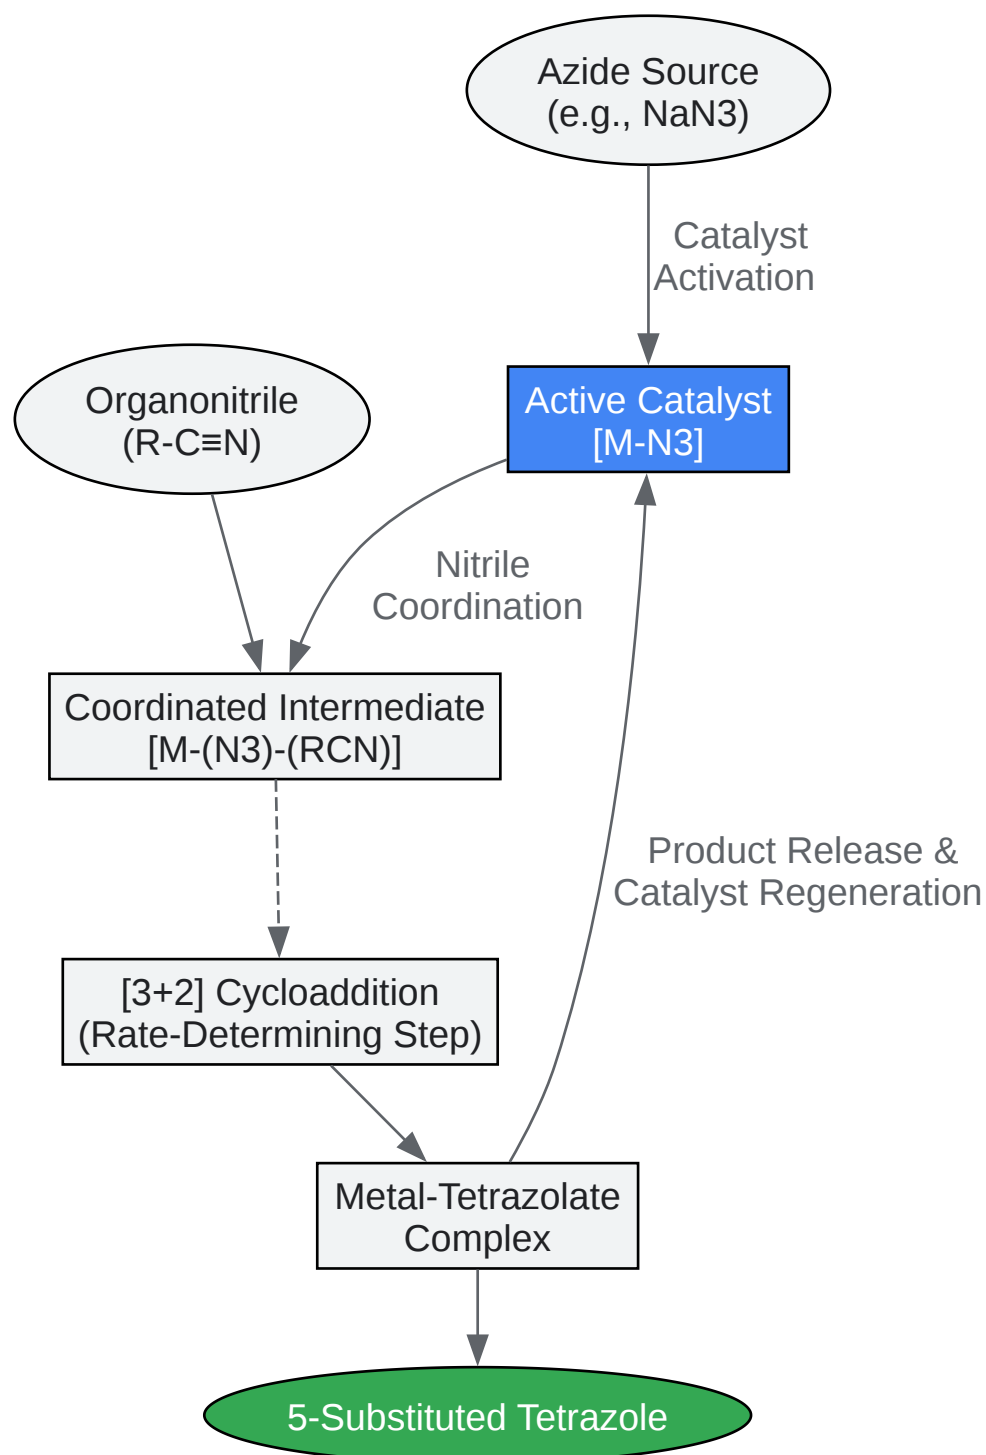 Azide Source
(e.g., NaN3)
Catalyst
Activation
Organonitrile
(R-C≡N)
Active Catalyst
[M-N3]
Nitrile
Coordination
Coordinated Intermediate
[M-(N3)-(RCN)]
Product Release &
Catalyst Regeneration
[3+2] Cycloaddition
(Rate-Determining Step)
Metal-Tetrazolate
Complex
5-Substituted Tetrazole